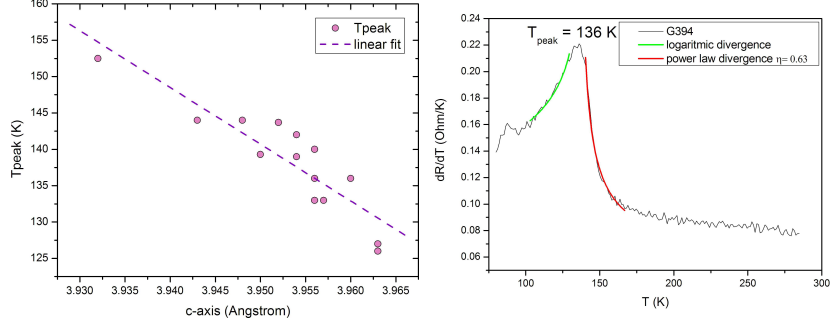 160
155
150
145
140
135
130
125
Tpeak (K)
3.930 3.935 3.940 3.945 3.950 3.955 3.960 3.965
c-axis (Angstrom)
Tpeak
linear fit
0.24
0.22
0.20
0.18
0.16
0.14
0.12
0.10
0.08
0.06
dR/dT (Ohm/K)
100 150 200 250 300
T (K)
Tpeak = 136 K
G394
logaritmic divergence
power law divergence η= 0.63